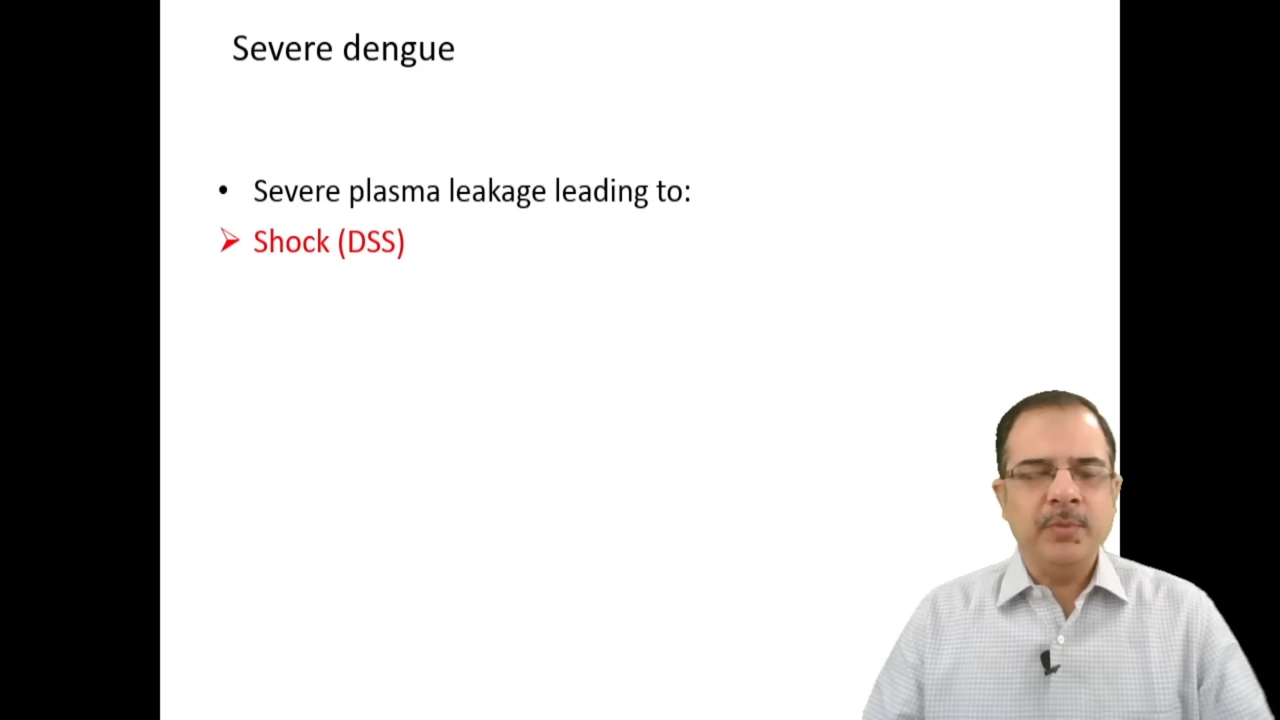 Severe dengue
• Severe plasma leakage leading to:
➢ Shock (DSS)